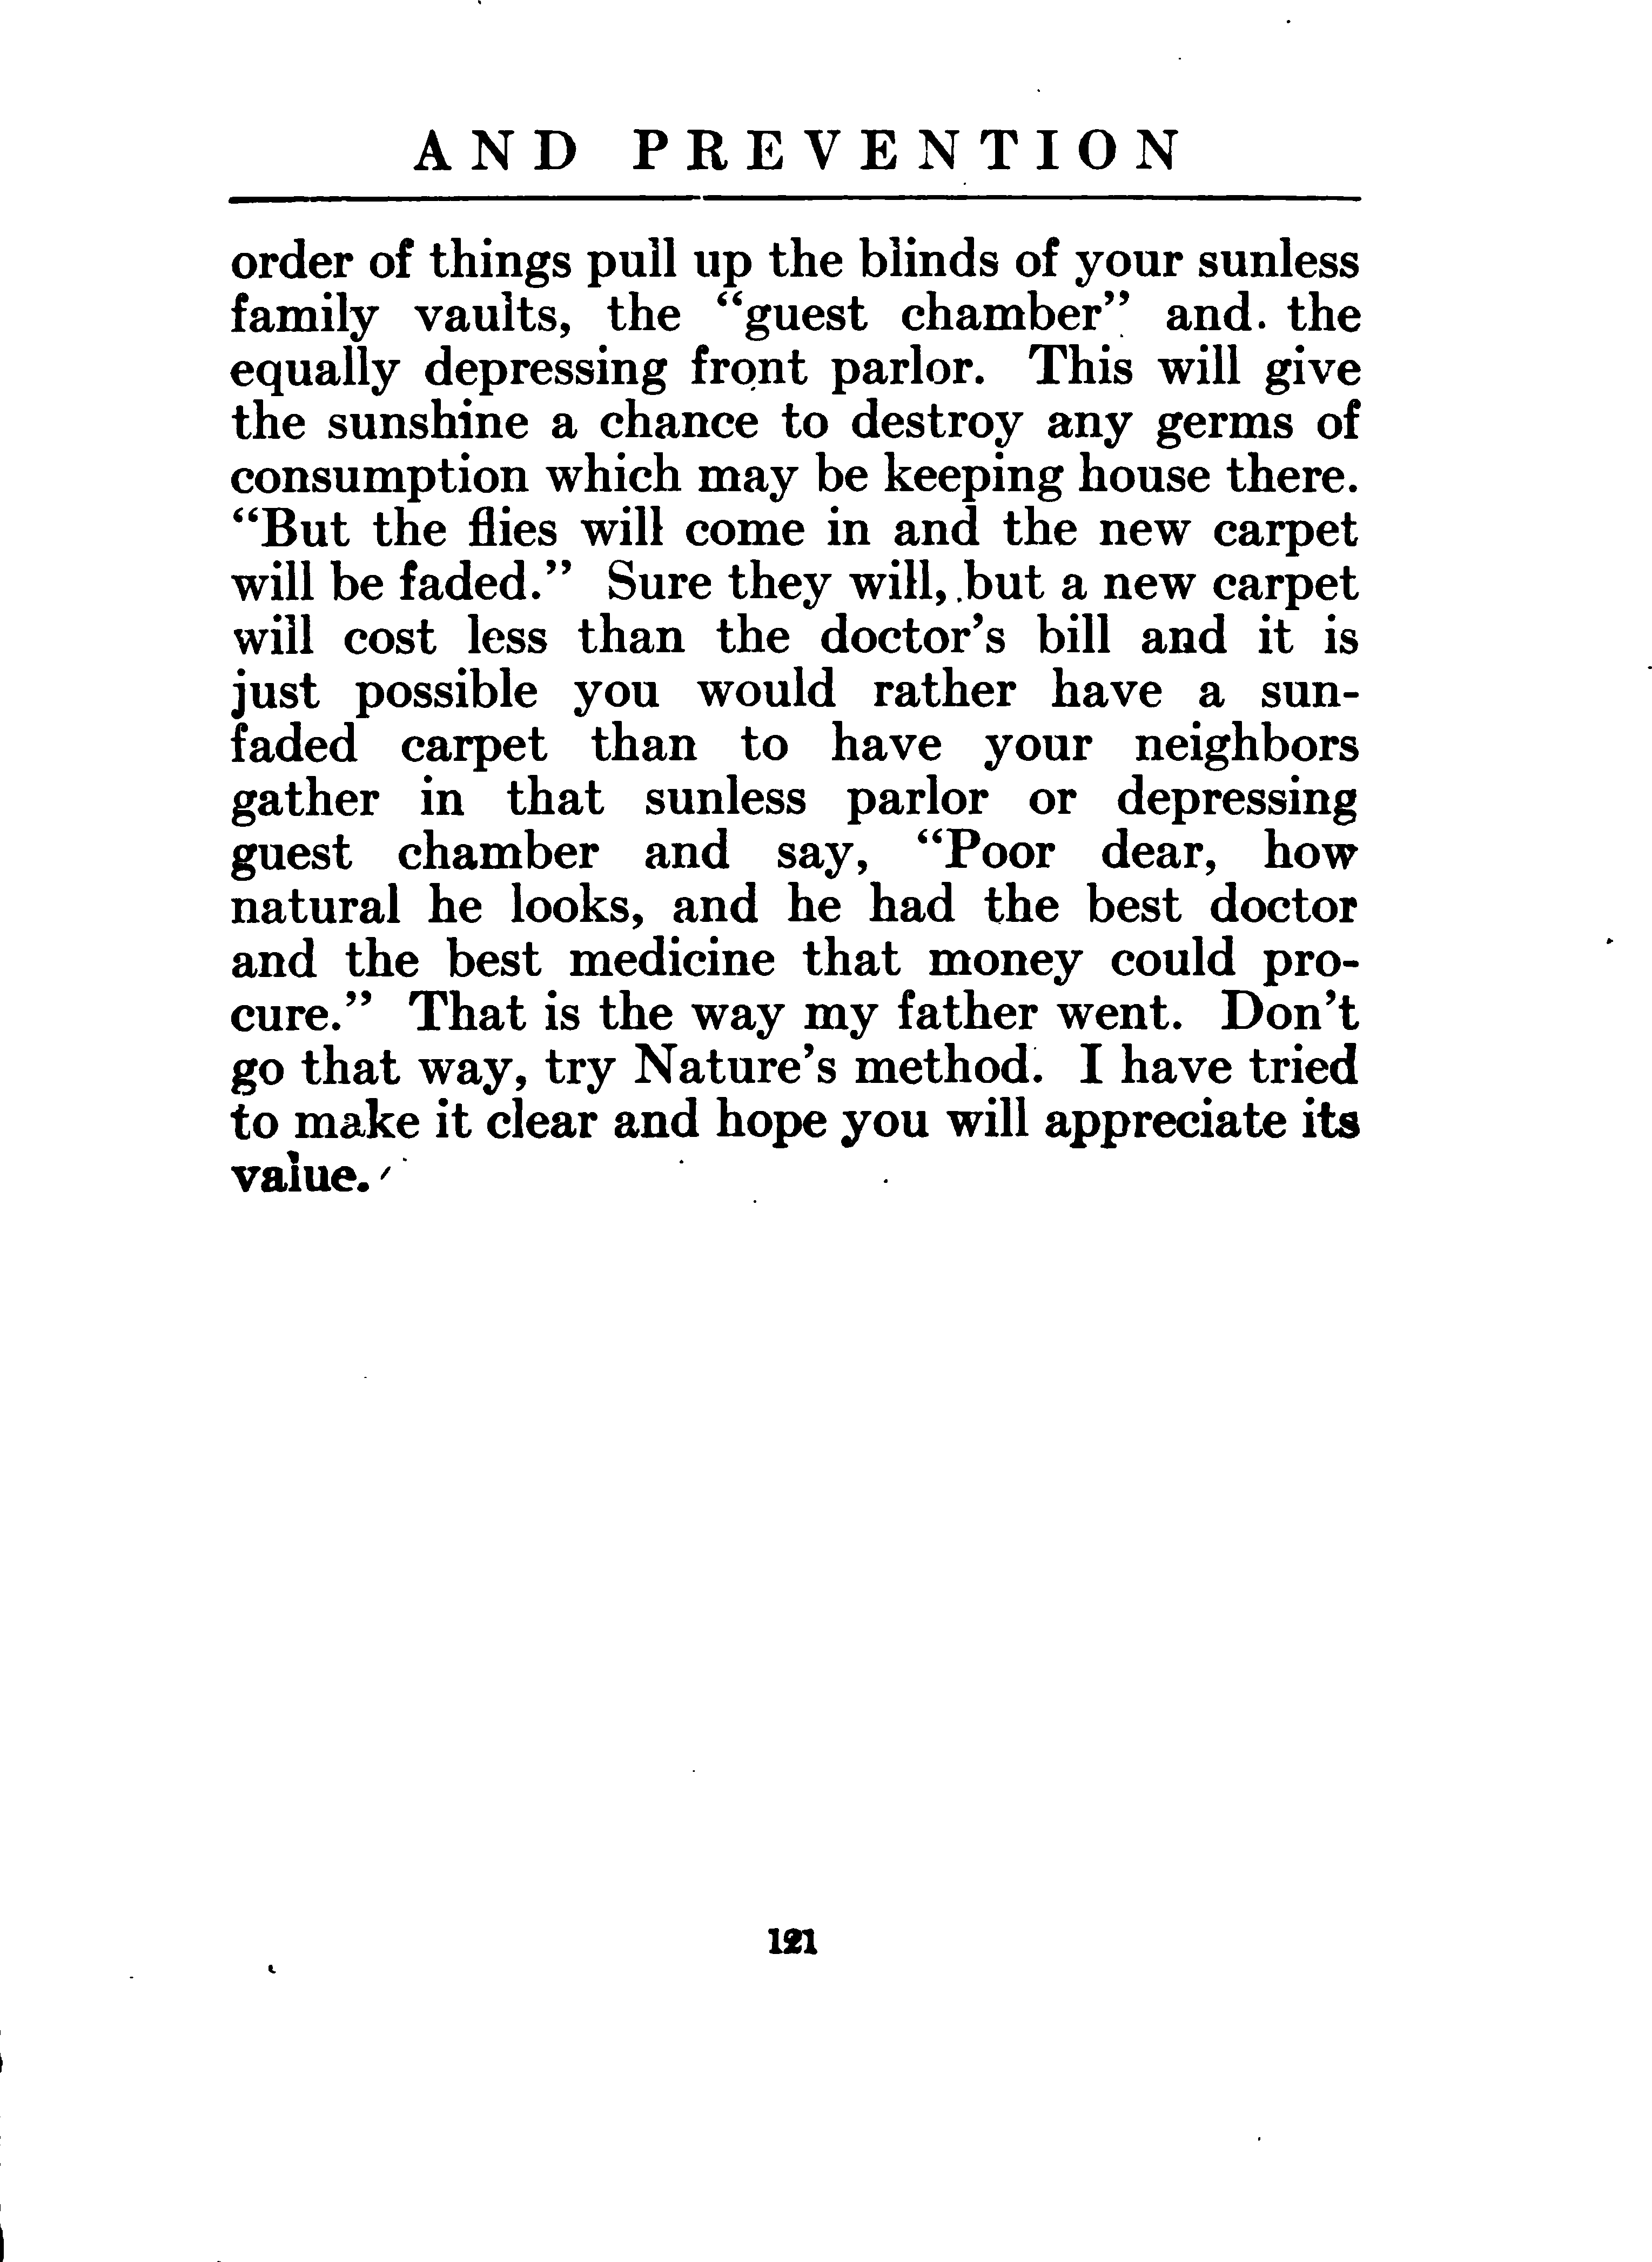 AND PREVENTION
order of things pull up the blinds of your sunless
family vaults, the “guest chamber” and the
equally depressing front parlor. This will give
the sunshine a chance to destroy any germs of
consumption which may be keeping house there.
“But the flies will come in and the new carpet
will be faded.” Sure they will, but a new carpet
will cost less than the doctor’s bill and it is
just possible you would rather have a sun-
faded carpet than to have your neighbors
gather in that sunless parlor or depressing
guest chamber and say, “Poor dear, how
natural he looks, and he had the best doctor
and the best medicine that money could pro-
cure.” That is the way my father went. Don’t
go that way, try Nature’s method. I have tried
to make it clear and hope you will appreciate its
value.
121